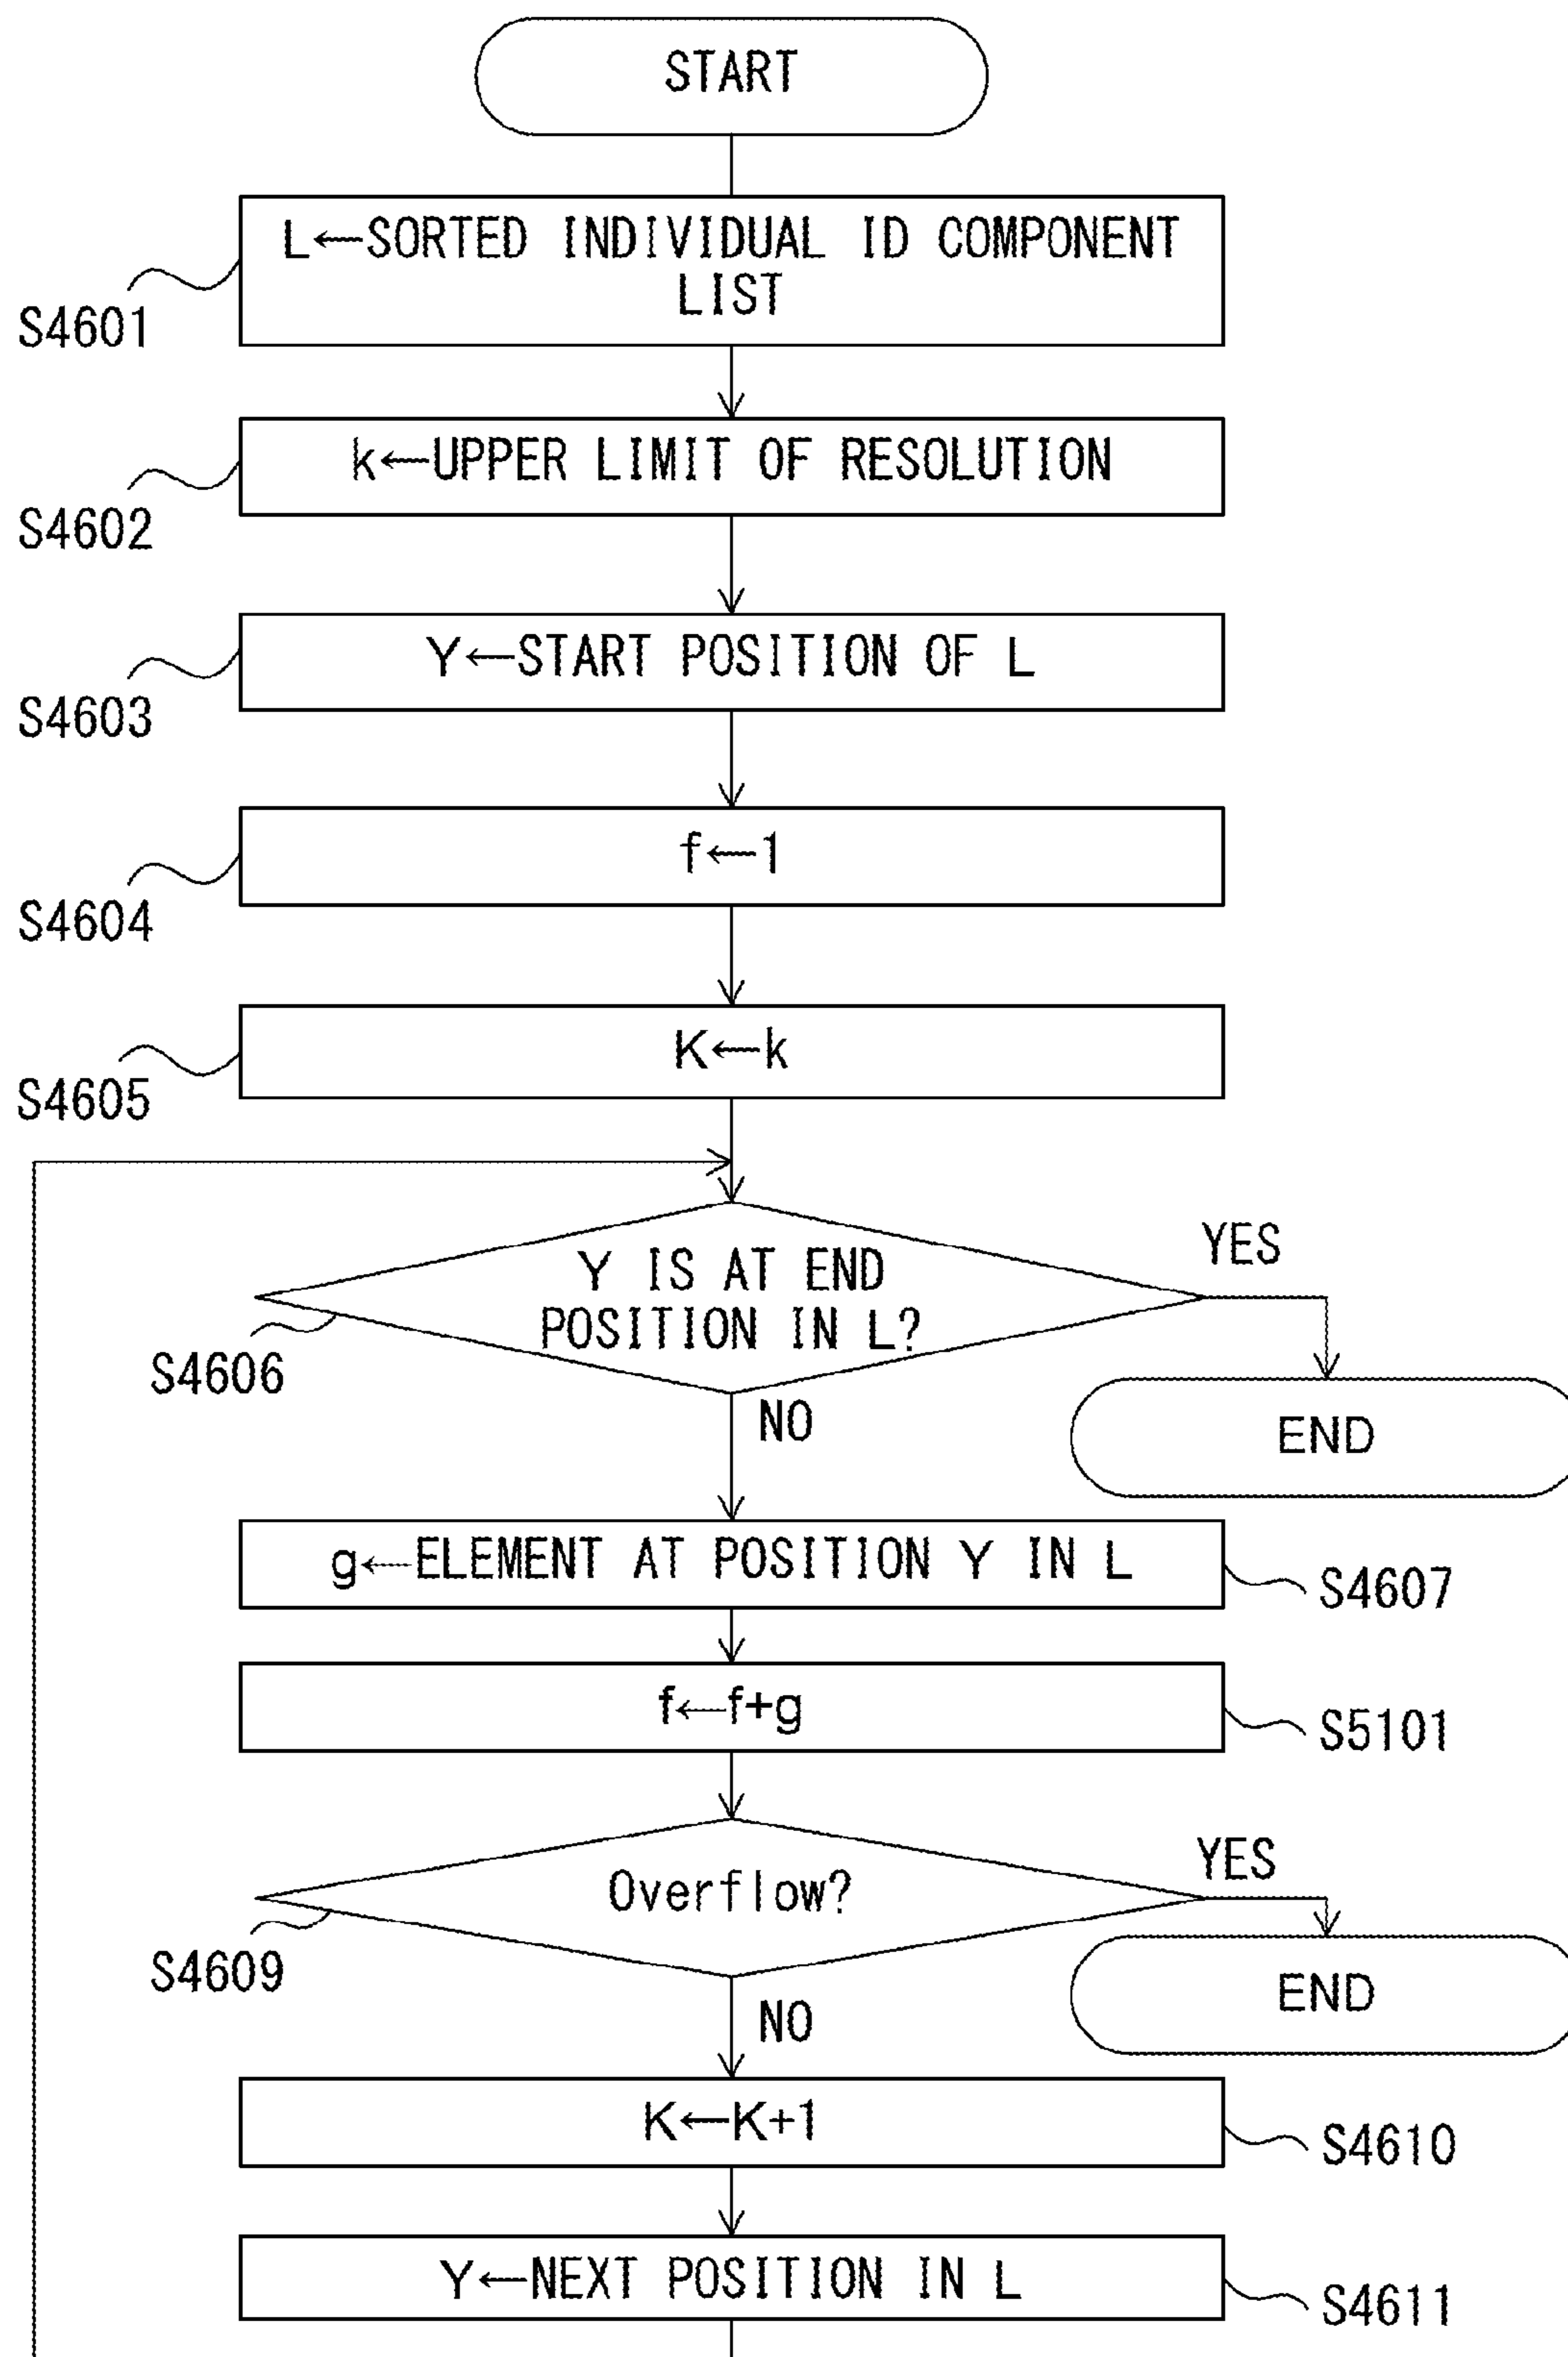 START
L←SORTED INDIVIDUAL ID COMPONENT
LIST
S4601
k←UPPER LIMIT OF RESOLUTION
S4602
Y←START POSITION OF L
S4603
f←1
S4604
K←k
S4605
Y IS AT END
POSITION IN L?
YES
S4606
NO
END
g←ELEMENT AT POSITION Y IN L
S4607
f←f+g
S5101
Overflow?
YES
S4609
NO
END
K←K+1
S4610
Y←NEXT POSITION IN L
S4611